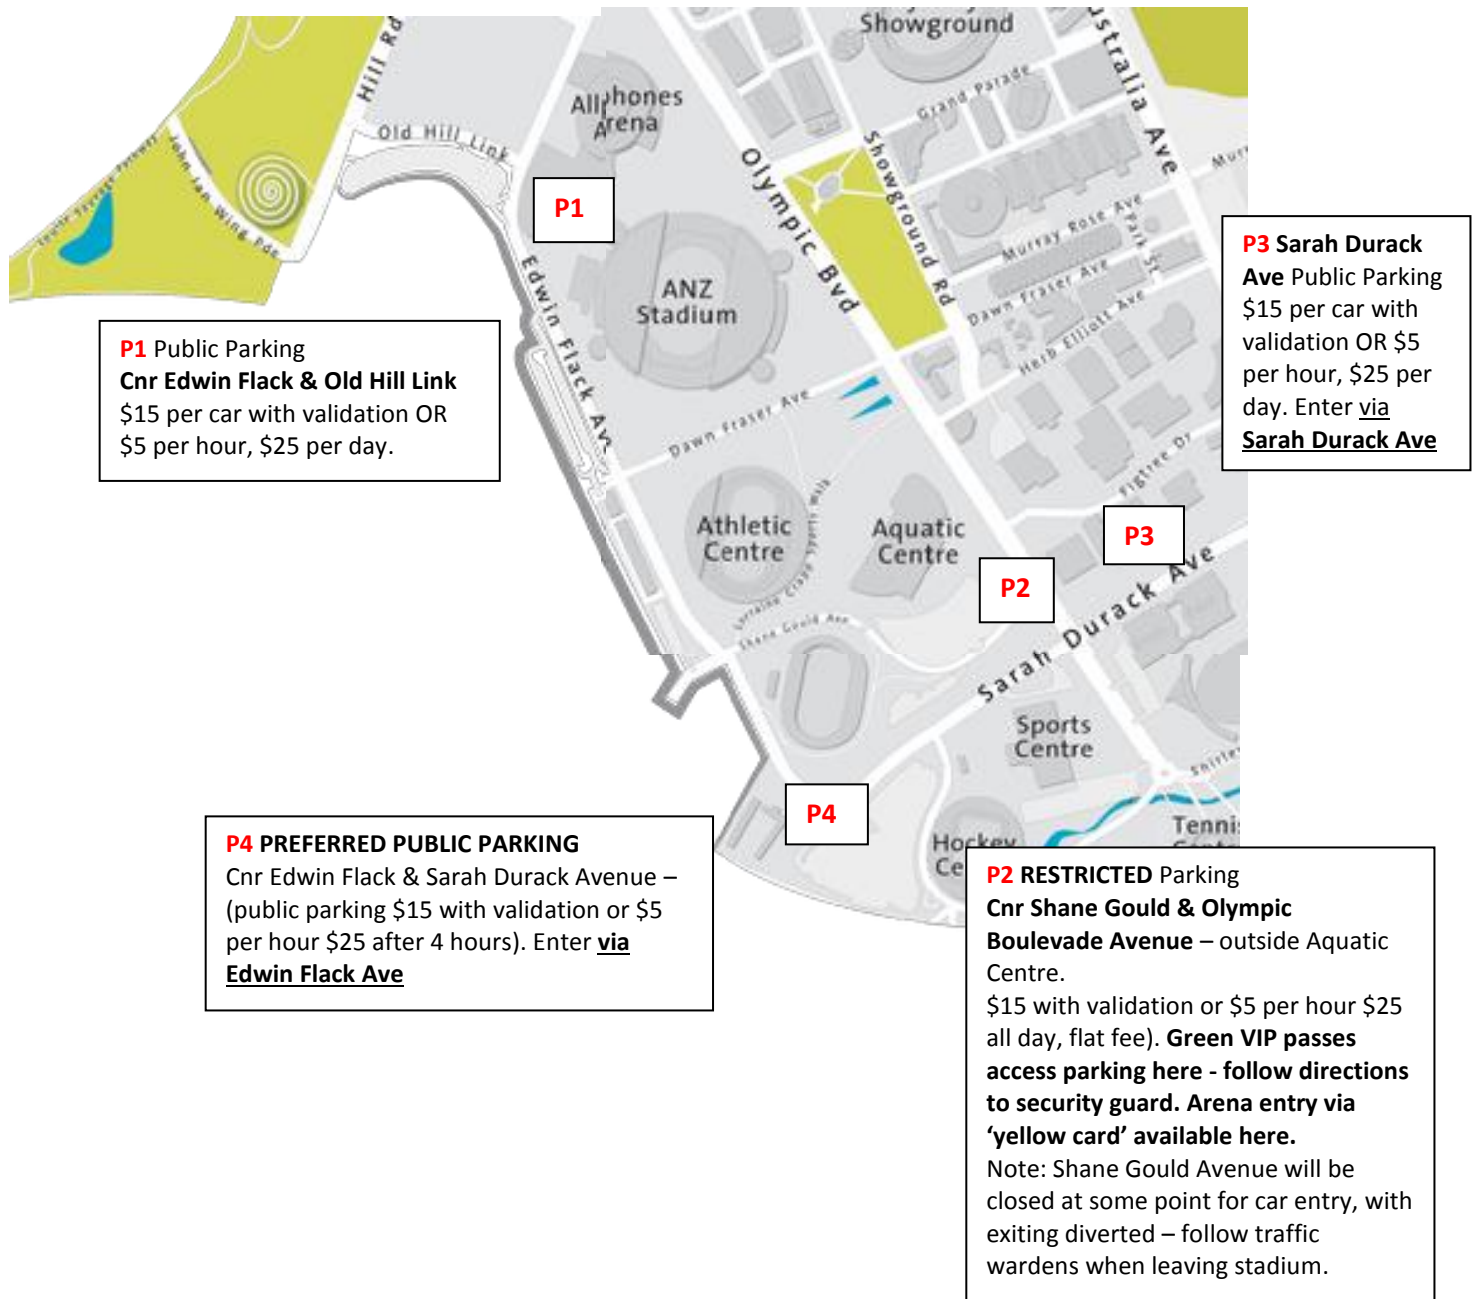 Showground
Australia Ave
Hill Rd
Grand Parade
Allphones
Arena
Old Hill Link
Olympic Bvd
Showground Rd
John Ian Wing Pde
P1
Murray Rose Ave
Park St
Edwin Flack Ave
ANZ
Stadium
Dawn Fraser Ave
Herb Elliott Ave
P3 Sarah Durack
Ave Public Parking
$15 per car with
validation OR $5
per hour, $25 per
day. Enter via
Sarah Durack Ave
P1 Public Parking
Cnr Edwin Flack & Old Hill Link
$15 per car with validation OR
$5 per hour, $25 per day.
Dawn Fraser Ave
Figtree Dr
Athletic
Centre
Lorraine Crapp Sports Walk
Aquatic
Centre
P3
P2
Shane Gould Ave
Sarah Durack Ave
Sports
Centre
P4
Hockey
Tennis
P4 PREFERRED PUBLIC PARKING
Cnr Edwin Flack & Sarah Durack Avenue –
(public parking $15 with validation or $5
per hour $25 after 4 hours). Enter via
Edwin Flack Ave
P2 RESTRICTED Parking
Cnr Shane Gould & Olympic
Boulevade Avenue – outside Aquatic
Centre.
$15 with validation or $5 per hour $25
all day, flat fee). Green VIP passes
access parking here - follow directions
to security guard. Arena entry via
‘yellow card’ available here.
Note: Shane Gould Avenue will be
closed at some point for car entry, with
exiting diverted – follow traffic
wardens when leaving stadium.